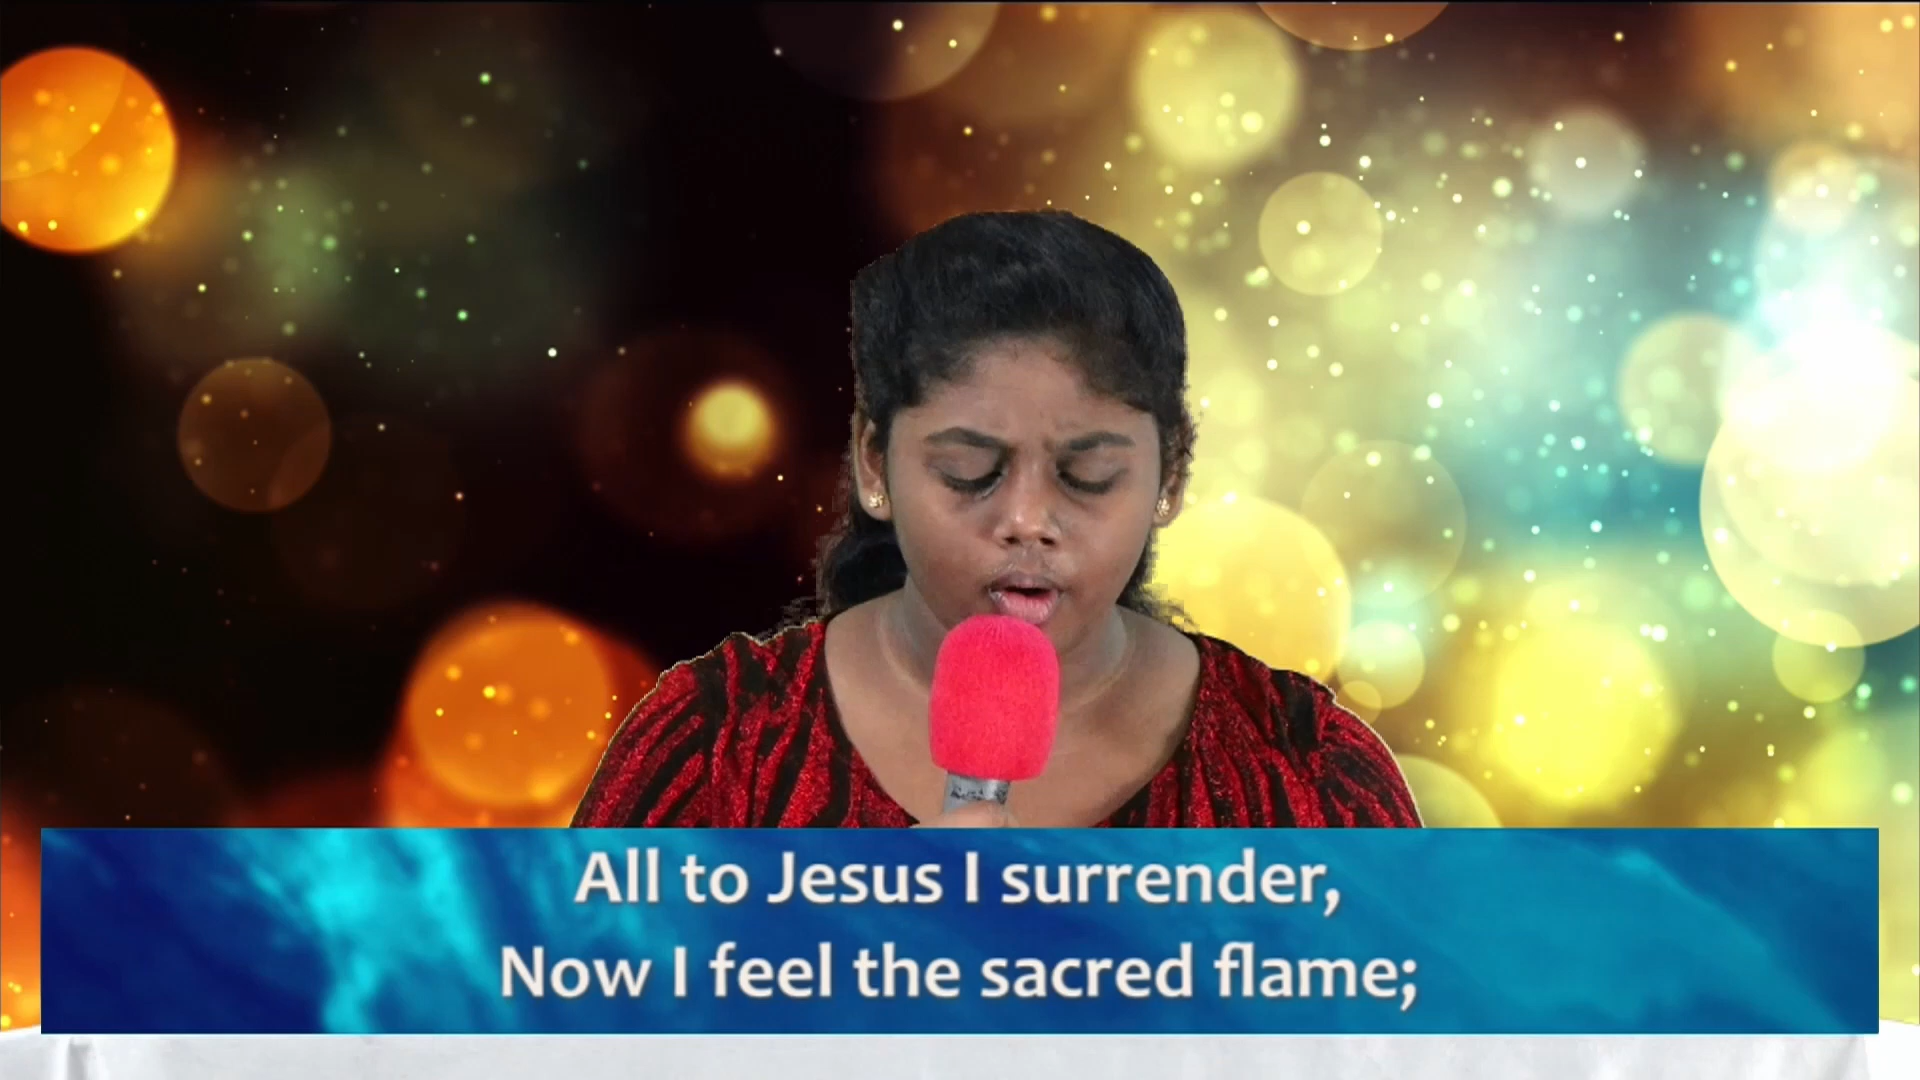 All to Jesus I surrender,
Now I feel the sacred flame;